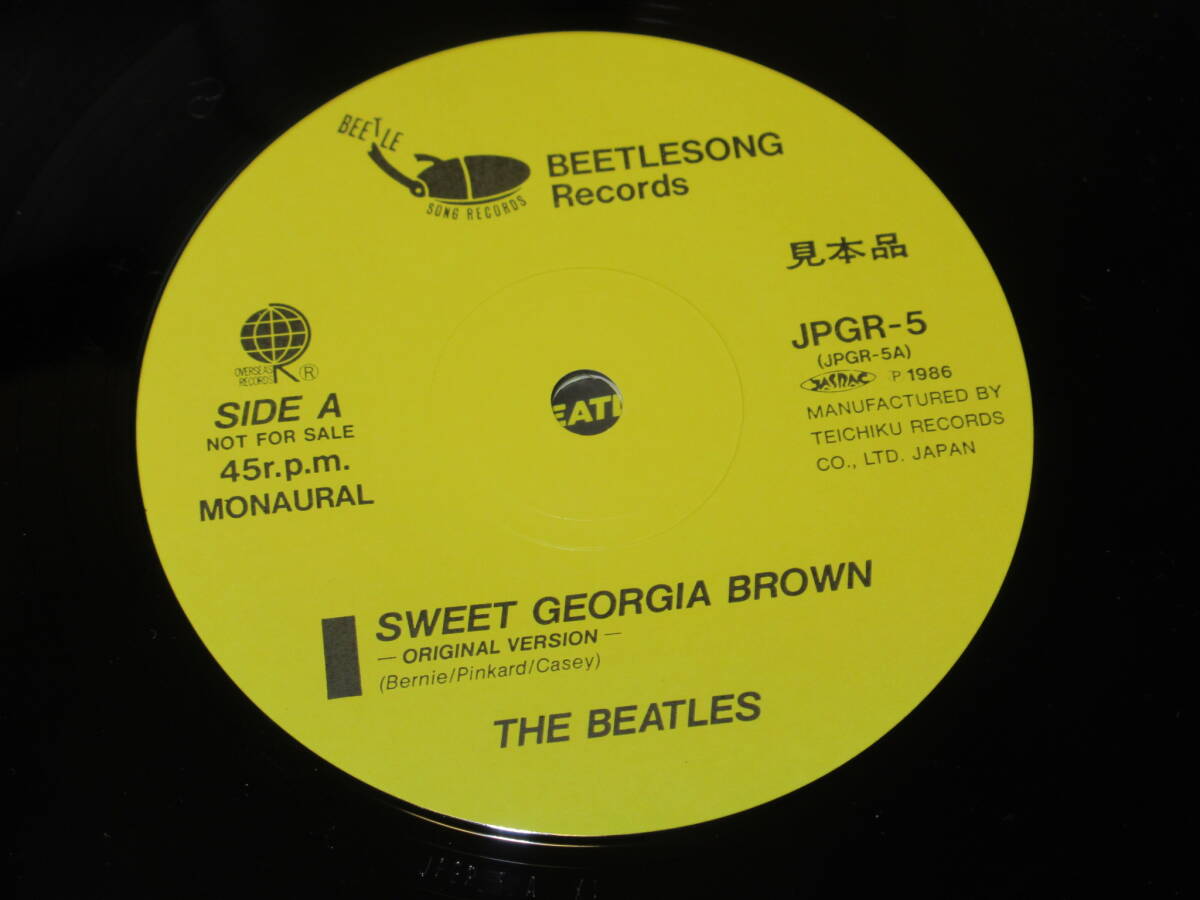 BEETLE
SONG RECORDS
BEETLESONG
Records
見本品
OVERSEAS
RECORDS
R
®
SIDE A
NOT FOR SALE
45r.p.m.
MONAURAL
EATL
JPGR-5
(JPGR-5A)
JASRAC P 1986
MANUFACTURED BY
TEICHIKU RECORDS
CO., LTD. JAPAN
SWEET GEORGIA BROWN
— ORIGINAL VERSION —
(Bernie/Pinkard/Casey)
THE BEATLES